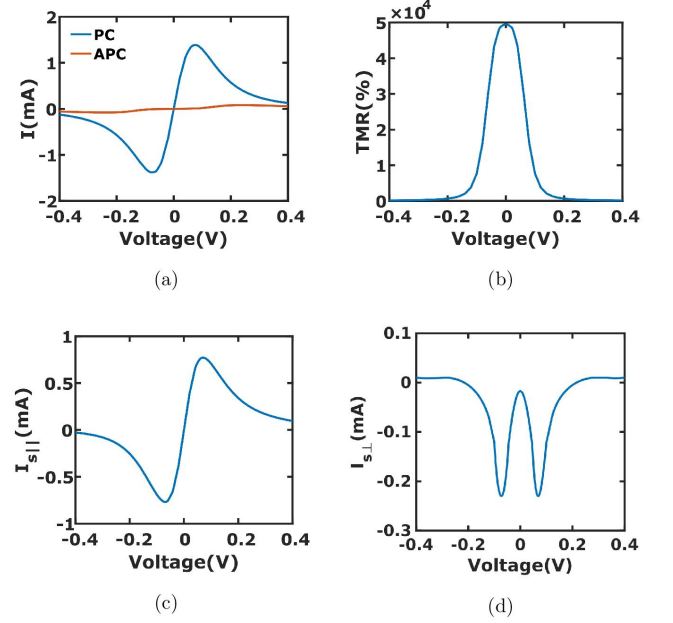 2
1
0
-1
-2
I(mA)
PC
APC
-0.4 -0.2 0 0.2 0.4
Voltage(V)
(a)
×10⁴
5
4
3
2
1
0
TMR(%)
-0.4 -0.2 0 0.2 0.4
Voltage(V)
(b)
1
0.5
0
-0.5
-1
I_s||(mA)
-0.4 -0.2 0 0.2 0.4
Voltage(V)
(c)
0.1
0
-0.1
-0.2
-0.3
I_s⊥(mA)
-0.4 -0.2 0 0.2 0.4
Voltage(V)
(d)